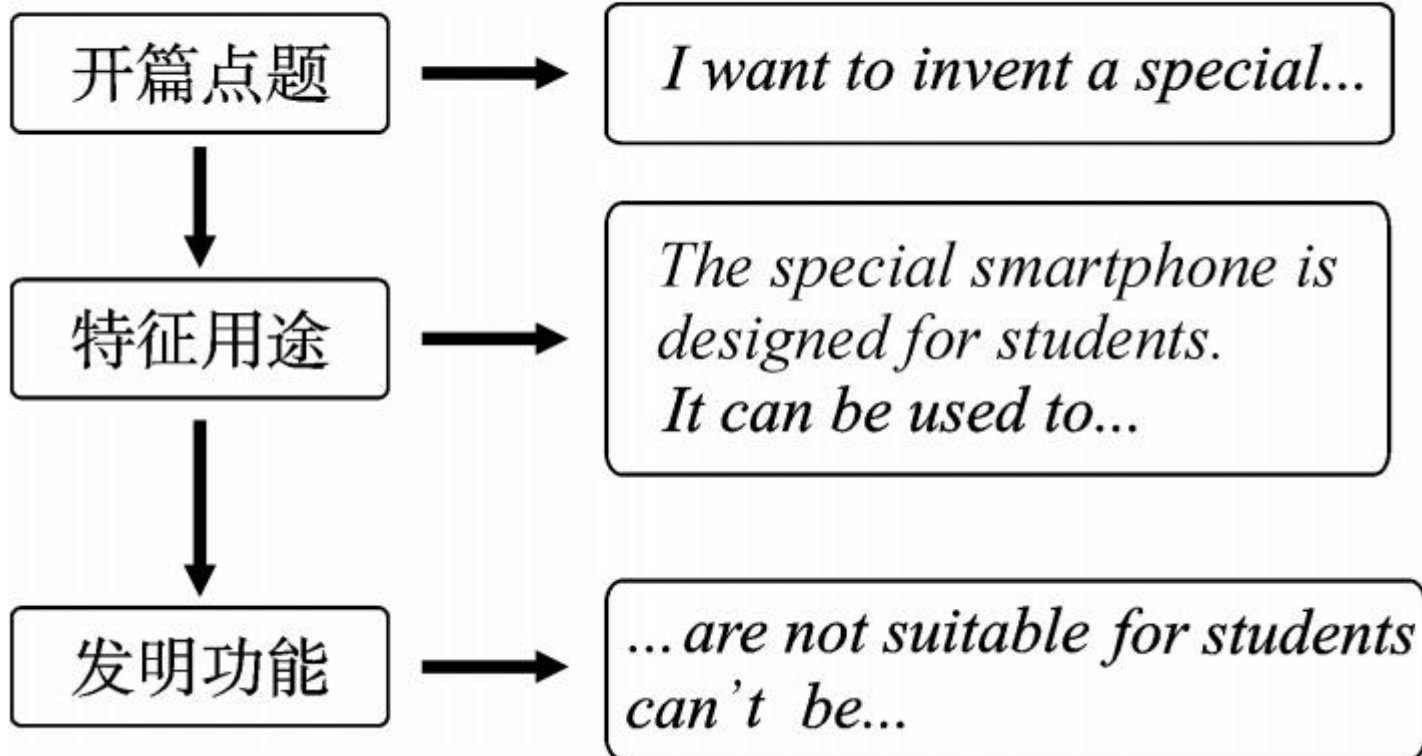 开篇点题
I want to invent a special...
特征用途
The special smartphone is
designed for students.
It can be used to...
发明功能
...are not suitable for students
can't be...